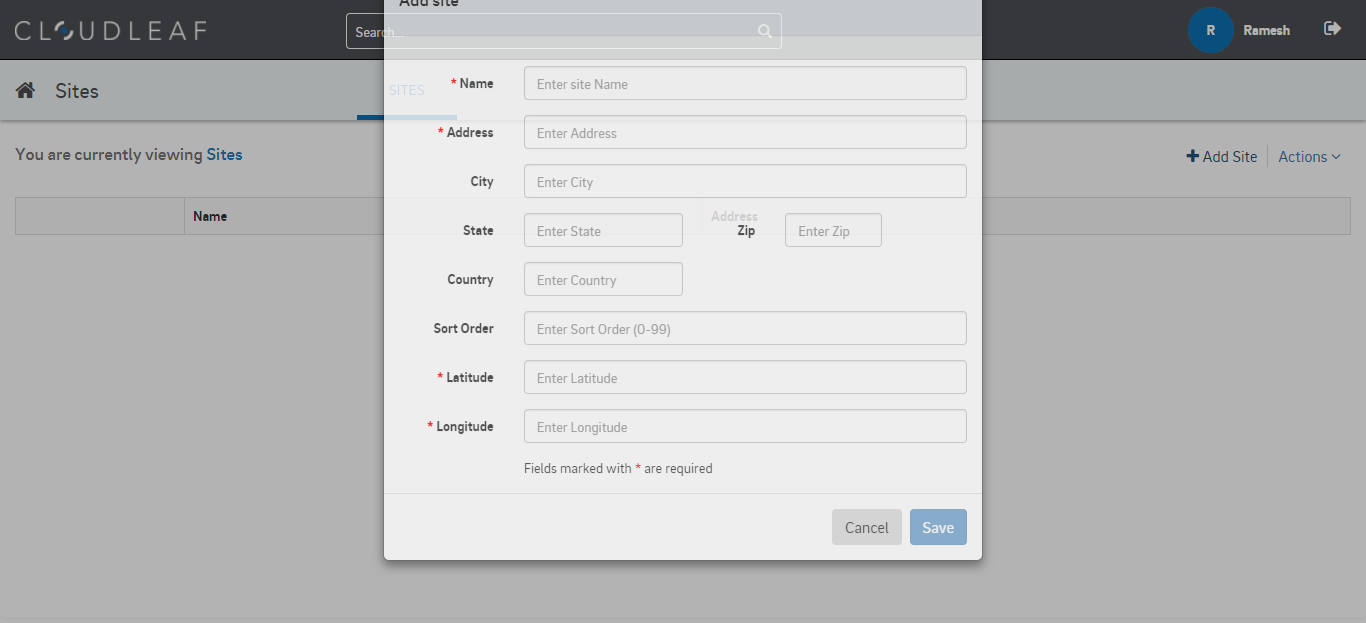 Add site
CLOUDLEAF
Search...
R
Ramesh
Sites
SITES
* Name
Enter site Name
* Address
Enter Address
You are currently viewing Sites
Add Site
Actions
City
Enter City
Name
Address
State
Enter State
Zip
Enter Zip
Country
Enter Country
Sort Order
Enter Sort Order (0-99)
* Latitude
Enter Latitude
* Longitude
Enter Longitude
Fields marked with * are required
Cancel
Save